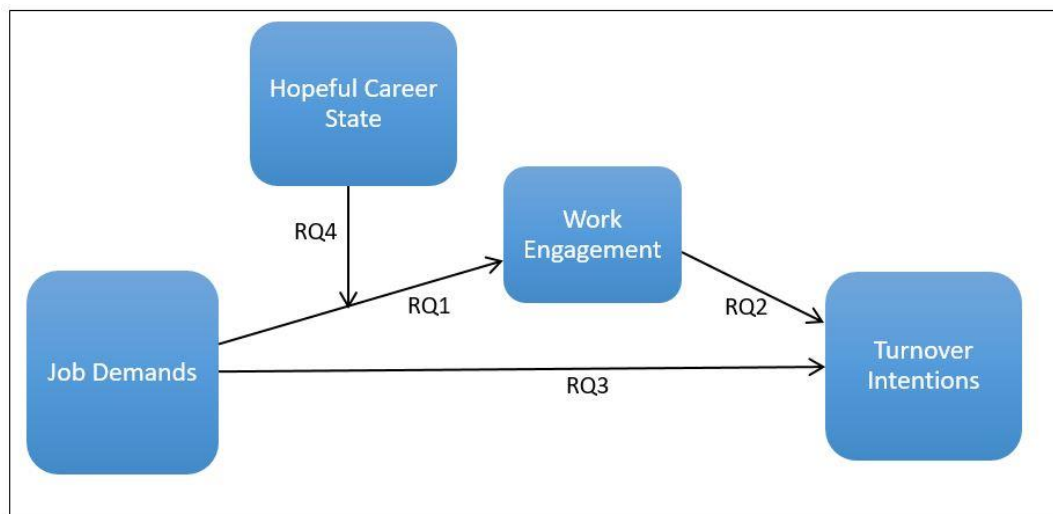 Hopeful Career
State
RQ4
Work
Engagement
RQ1
RQ2
Job Demands
Turnover
Intentions
RQ3